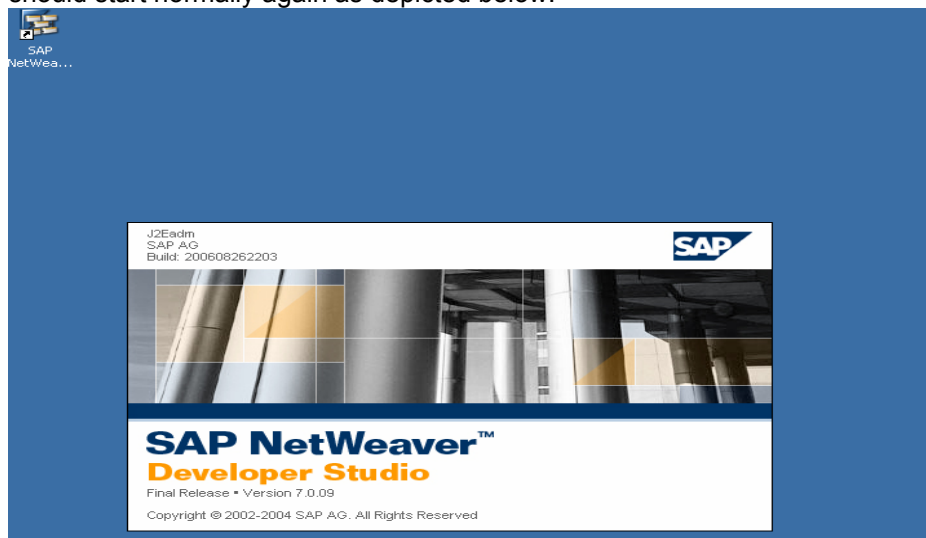 should start normally again as depicted below:
SAP
NetWea...
J2Eadm
SAP AG
Build: 200608262203
SAP
SAP NetWeaver™
Developer Studio
Final Release • Version 7.0.09
Copyright © 2002-2004 SAP AG. All Rights Reserved